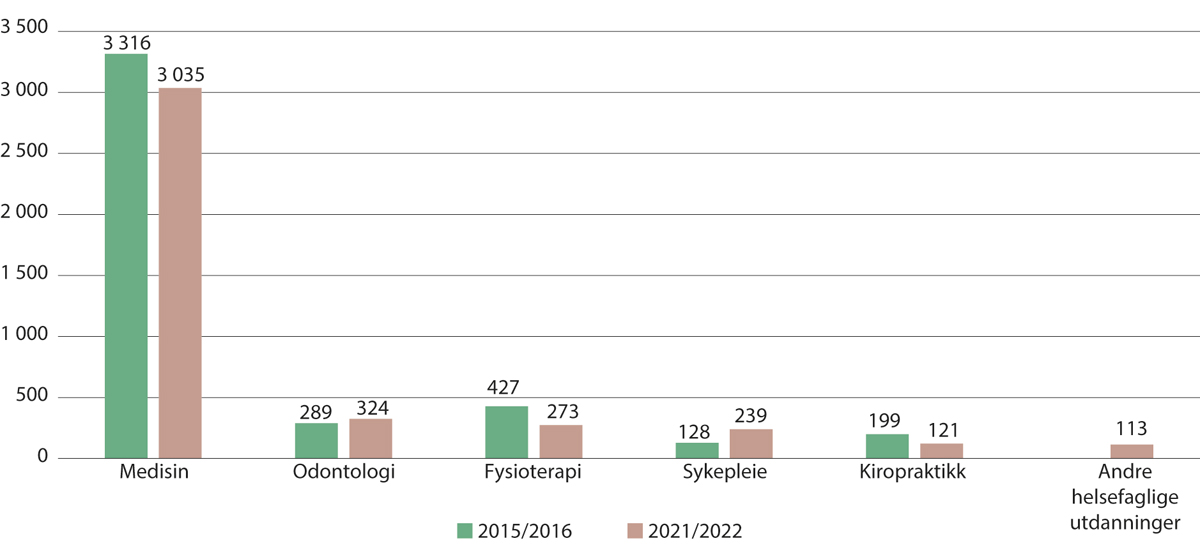 3 500
3 000
2 500
2 000
1 500
1 000
500
0
3 316
3 035
289
324
427
273
128
239
199
121
113
Medisin
Odontologi
Fysioterapi
Sykepleie
Kiropraktikk
Andre
helsefaglige
utdanninger
2015/2016
2021/2022